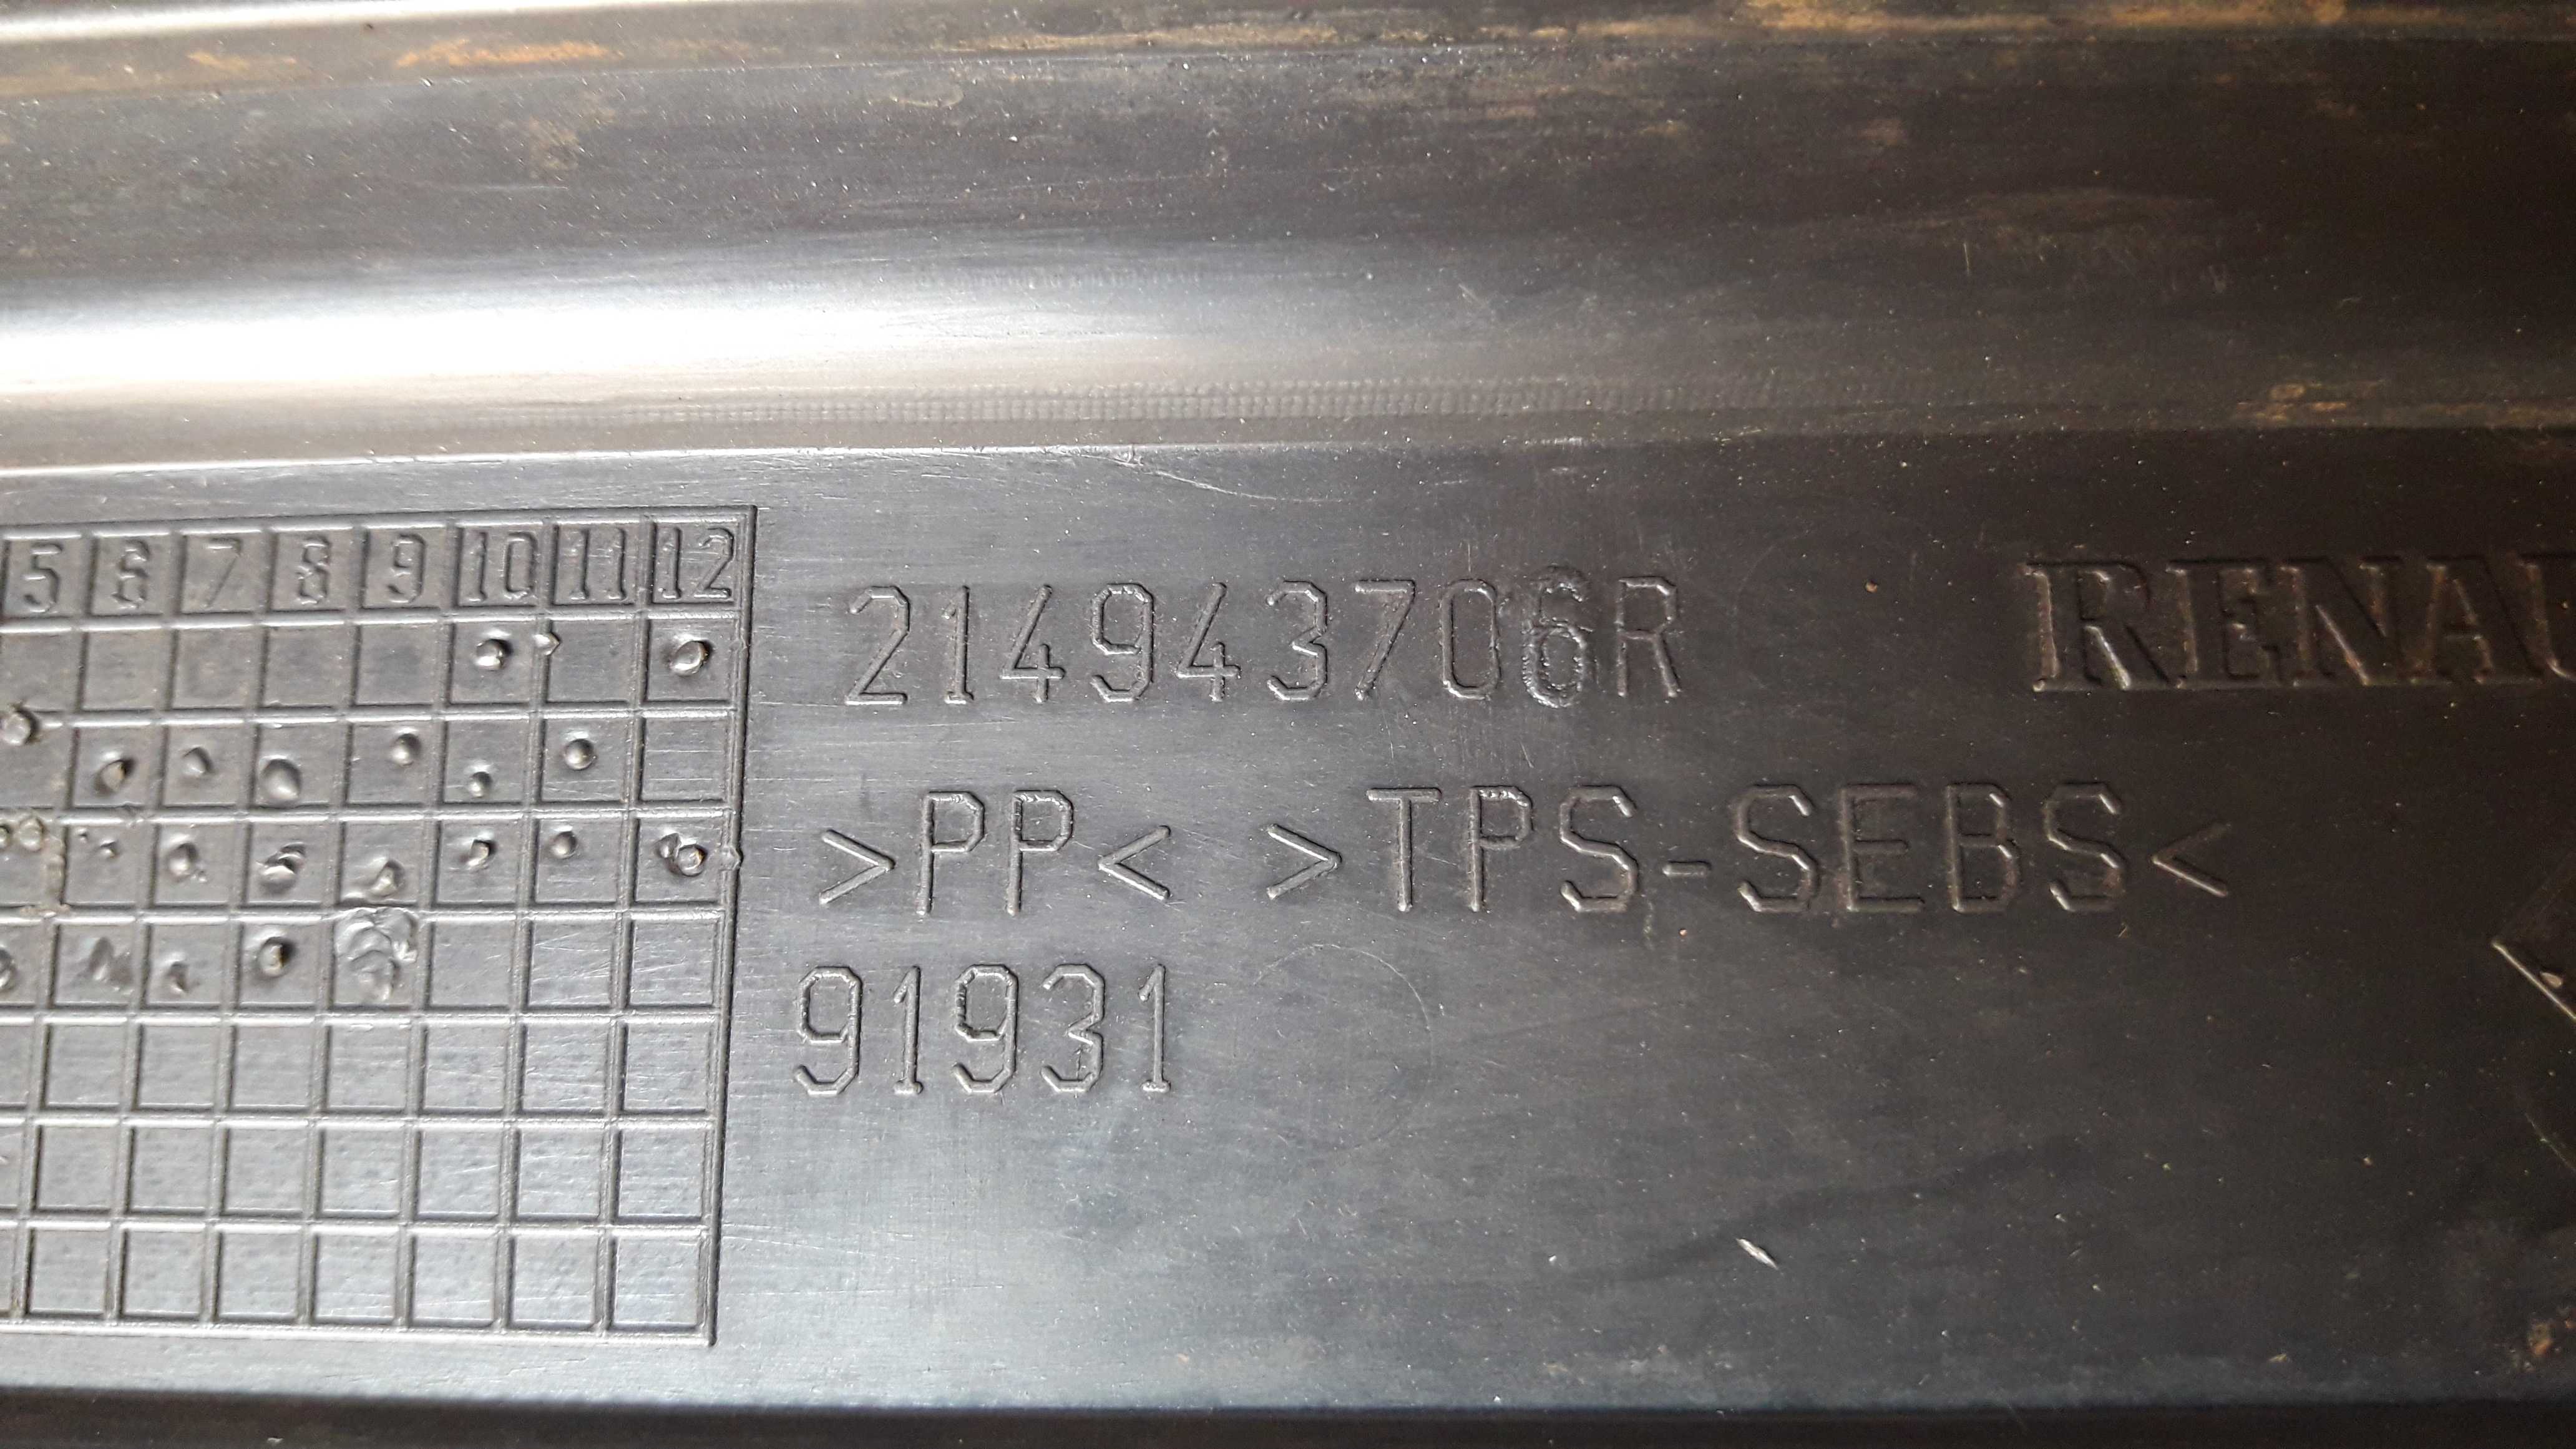 5 6 7 8 9 10 11 12
214943706R
RENAU
>PP< >TPS-SEBS<
91931